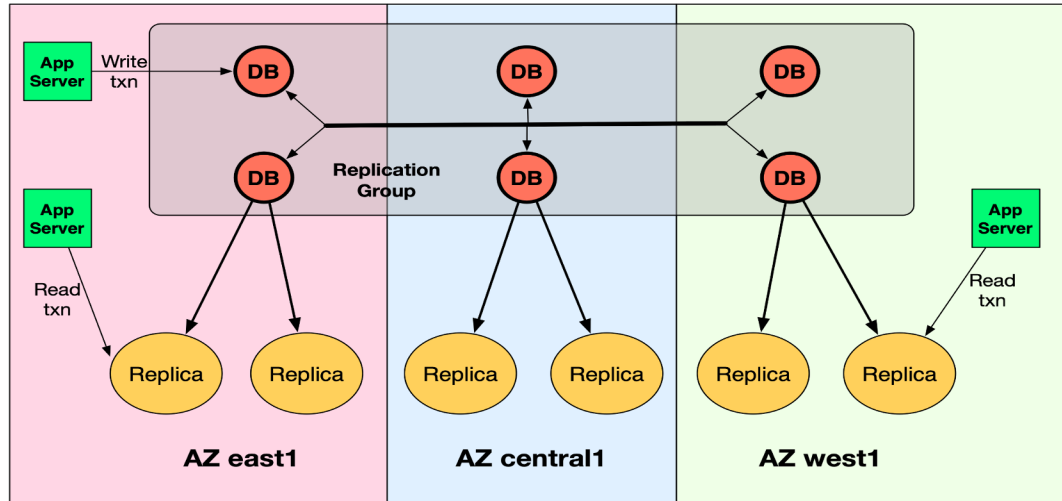 App
Server
Write
txn
DB
DB
DB
DB
DB
DB
Replication
Group
App
Server
App
Server
Read
txn
Read
txn
Replica
Replica
Replica
Replica
Replica
Replica
AZ east1
AZ central1
AZ west1